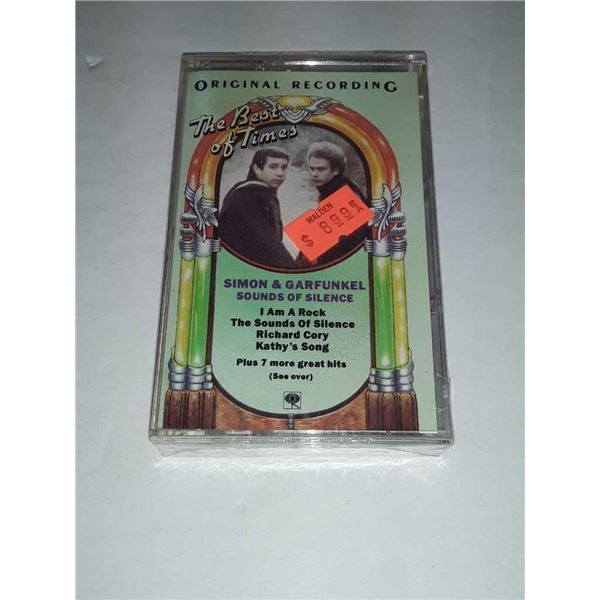 ORIGINAL RECORDING
The Best
of Times
WALDEN
$ 8.99
SIMON & GARFUNKEL
SOUNDS OF SILENCE
I Am A Rock
The Sounds Of Silence
Richard Cory
Kathy's Song
Plus 7 more great hits
(See over)